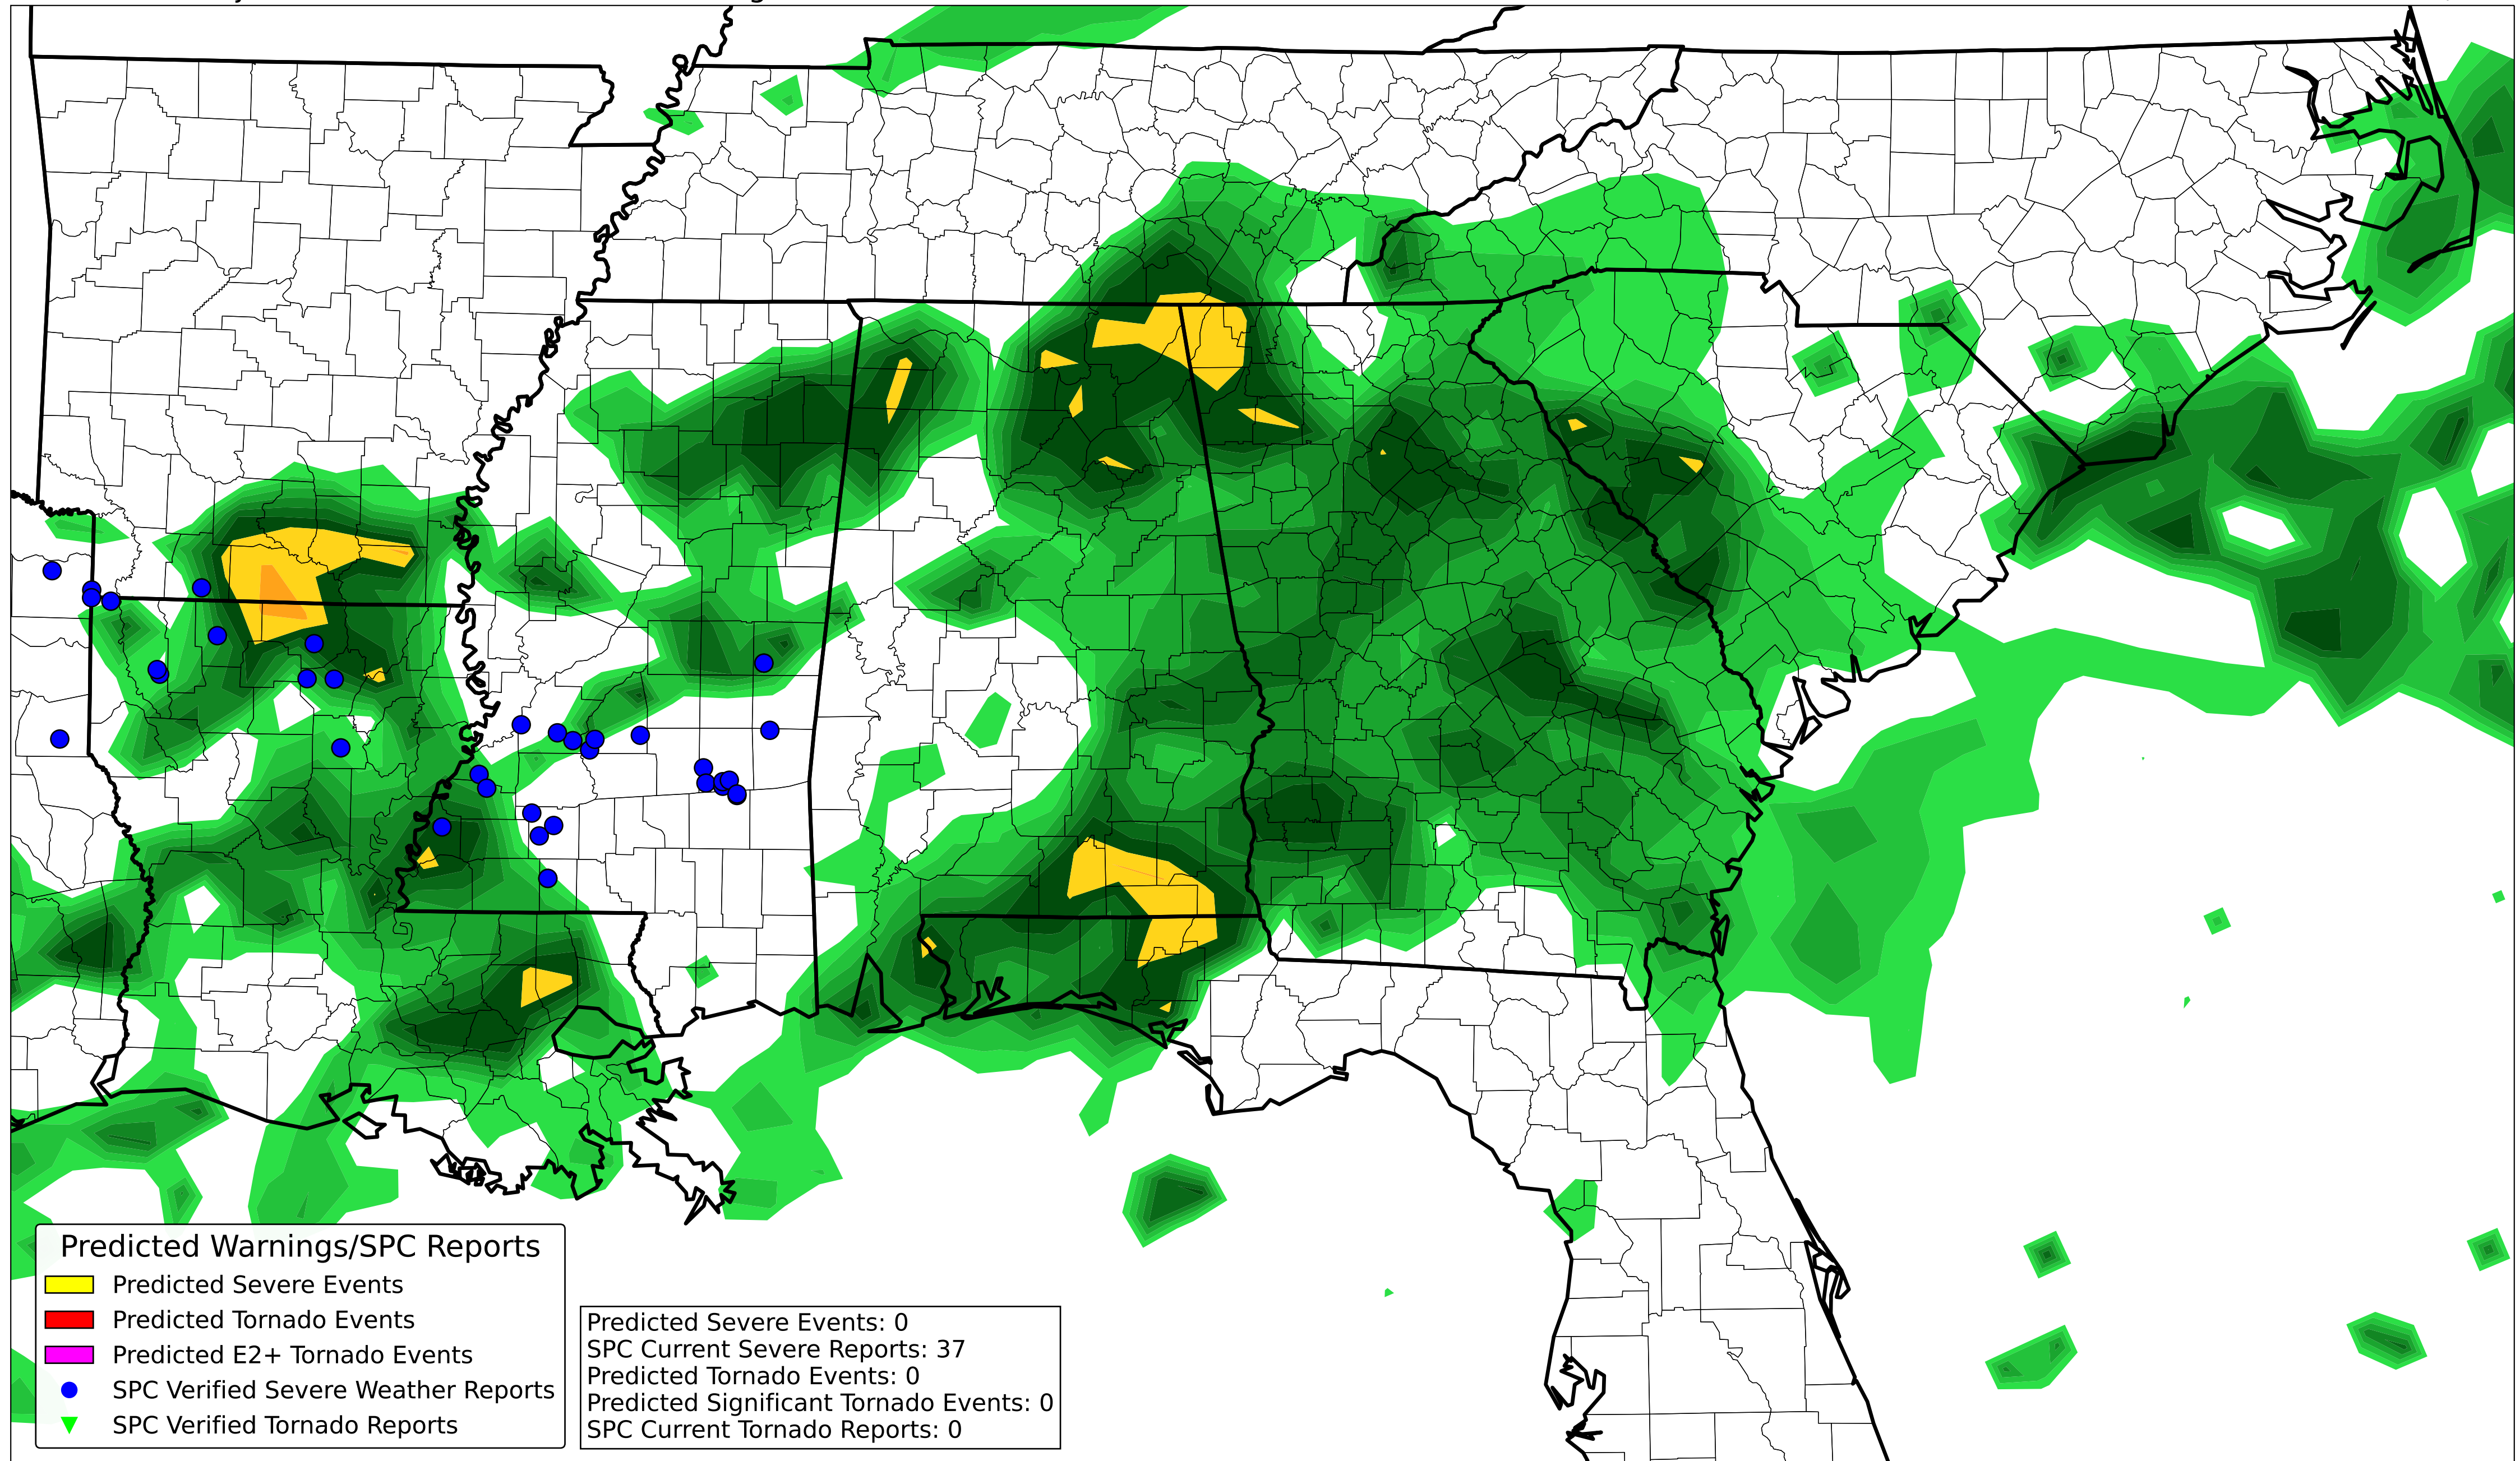 Predicted Warnings/SPC Reports
Predicted Severe Events
Predicted Tornado Events
Predicted E2+ Tornado Events
SPC Verified Severe Weather Reports
SPC Verified Tornado Reports
Predicted Severe Events: 0
SPC Current Severe Reports: 37
Predicted Tornado Events: 0
Predicted Significant Tornado Events: 0
SPC Current Tornado Reports: 0